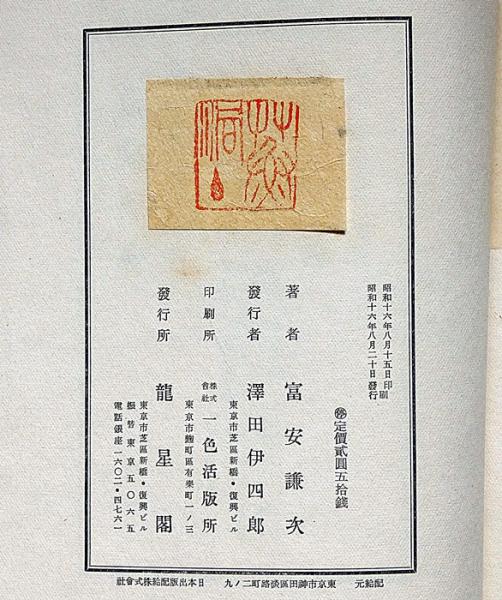 昭和十六年八月十五日印刷
昭和十六年八月二十日發行
定價貳圓五拾錢
著者 富安謙次
東京市芝區新橋・復興ビル
發行者 澤田伊四郎
東京市麴町區有樂町一ノ三
印刷所 株式會社 一色活版所
東京市芝區新橋・復興ビル
發行所 龍星閣
振替東京五〇六五
電話銀座一六〇二・四七六一
配給元 東京市神田區淡路町二ノ九 日本出版配給株式會社